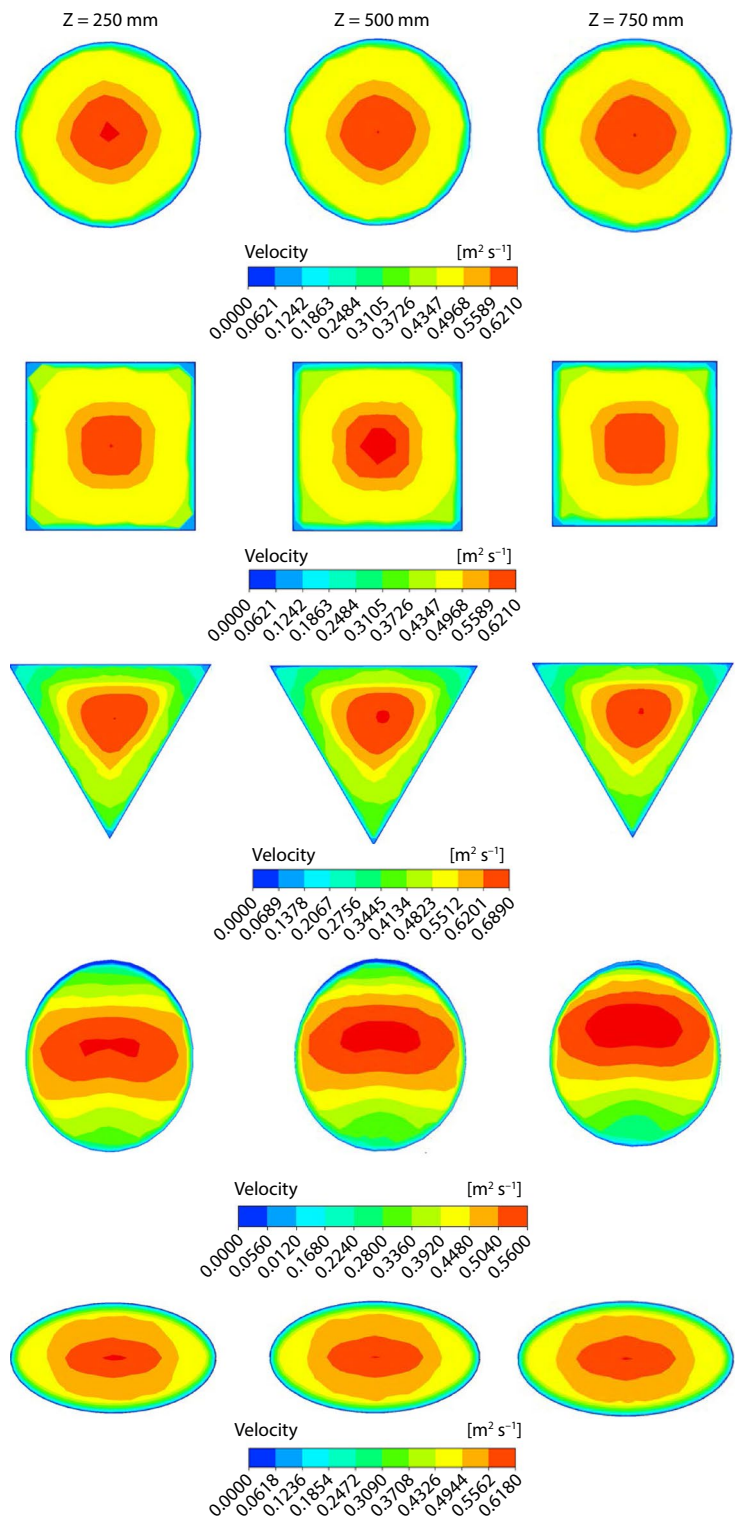 Z = 250 mm Z = 500 mm Z = 750 mm
Velocity [m² s⁻¹]
0.0000 0.0621 0.1242 0.1863 0.2484 0.3105 0.3726 0.4347 0.4968 0.5589 0.6210
Velocity [m² s⁻¹]
0.0000 0.0621 0.1242 0.1863 0.2484 0.3105 0.3726 0.4347 0.4968 0.5589 0.6210
Velocity [m² s⁻¹]
0.0000 0.0689 0.1378 0.2067 0.2756 0.3445 0.4134 0.4823 0.5512 0.6201 0.6890
Velocity [m² s⁻¹]
0.0000 0.0560 0.0120 0.1680 0.2240 0.2800 0.3360 0.3920 0.4480 0.5040 0.5600
Velocity [m² s⁻¹]
0.0000 0.0618 0.1236 0.1854 0.2472 0.3090 0.3708 0.4326 0.4944 0.5562 0.6180